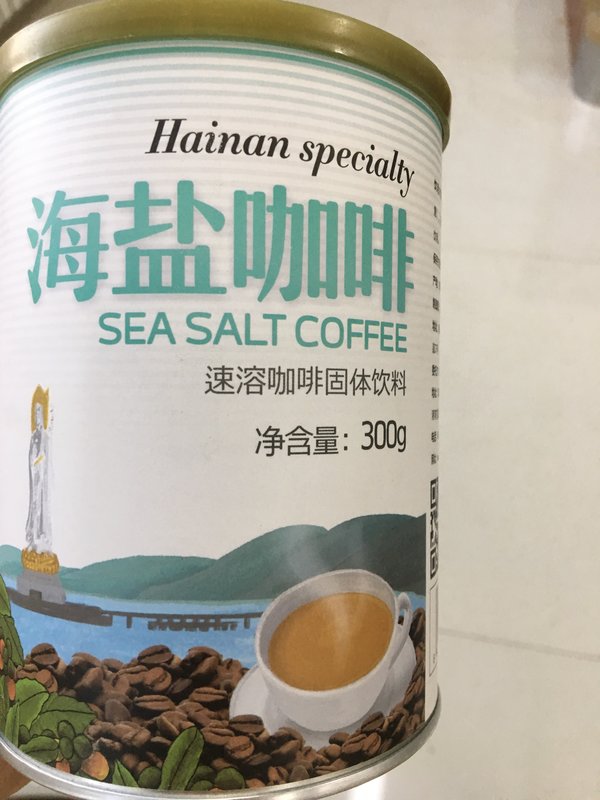 Hainan specialty
海盐咖啡
SEA SALT COFFEE
速溶咖啡固体饮料
净含量：300g